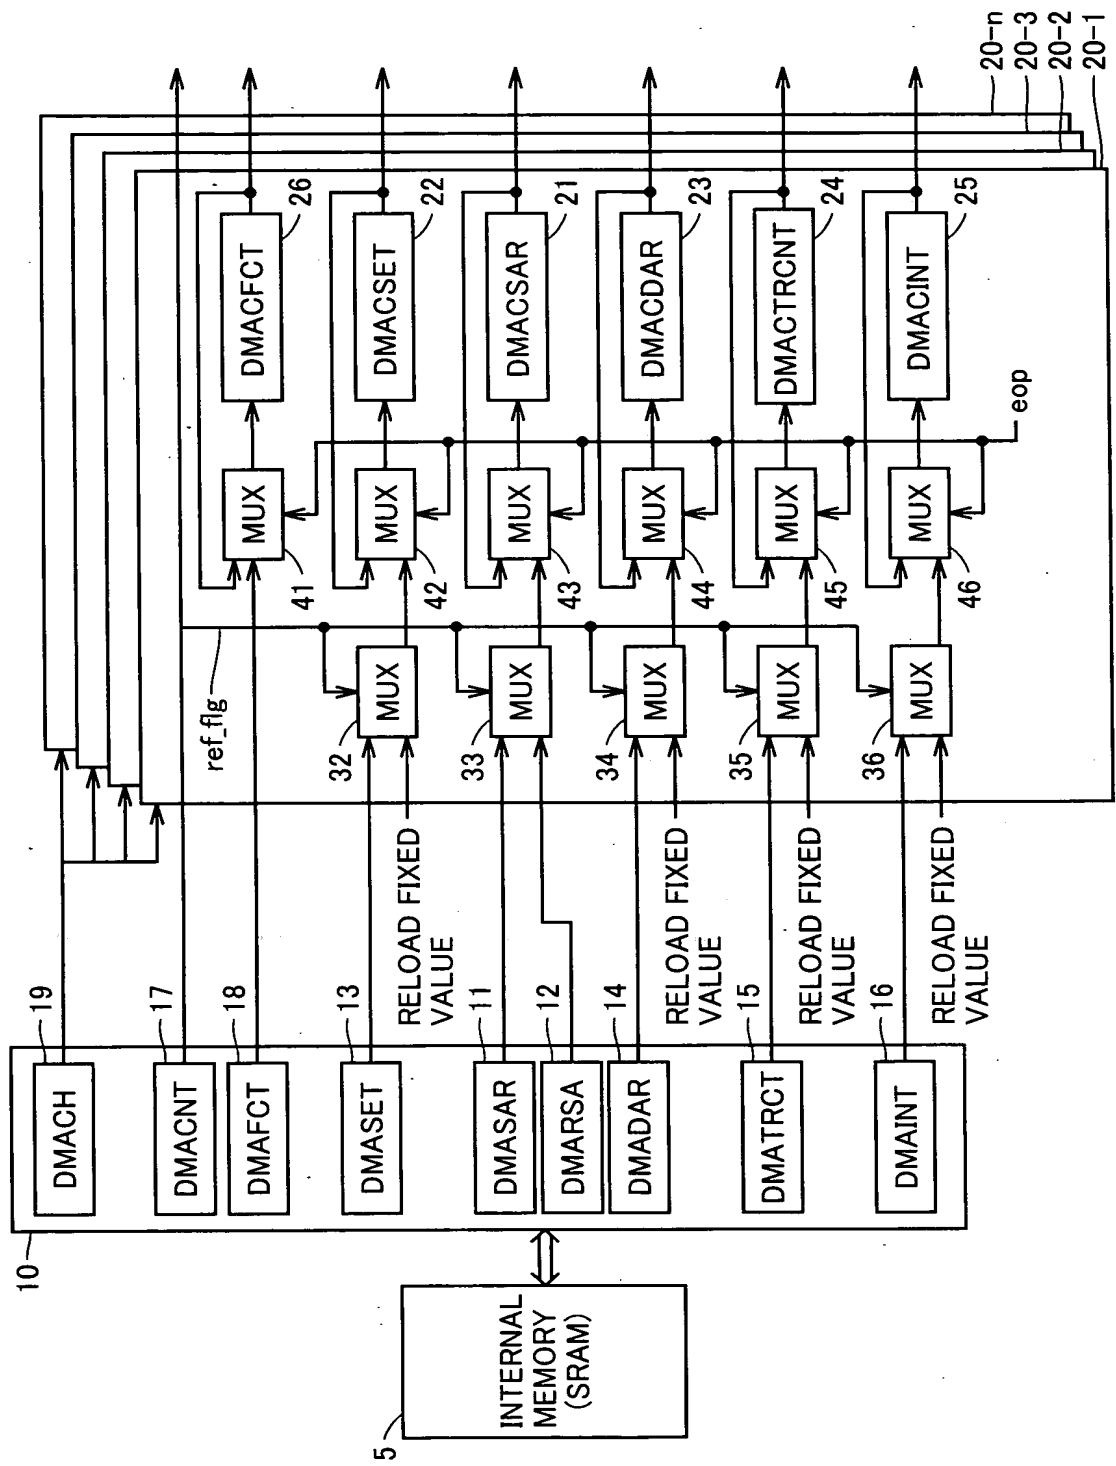 20-n
20-3
20-2
20-1
DMACFCT
26
DMACSET
22
DMACSAR
21
DMACDAR
23
DMACTRCNT
24
DMACINT
25
eop
MUX
41
MUX
42
MUX
43
MUX
44
MUX
45
MUX
46
ref_flg
32
MUX
33
MUX
34
MUX
35
MUX
36
MUX
RELOAD FIXED
VALUE
RELOAD FIXED
VALUE
RELOAD FIXED
VALUE
RELOAD FIXED
VALUE
19
17
18
13
11
12
14
15
16
DMACH
DMACNT
DMAFCT
DMASET
DMASAR
DMARSA
DMADAR
DMATRCT
DMAINT
10
INTERNAL
MEMORY
(SRAM)
5